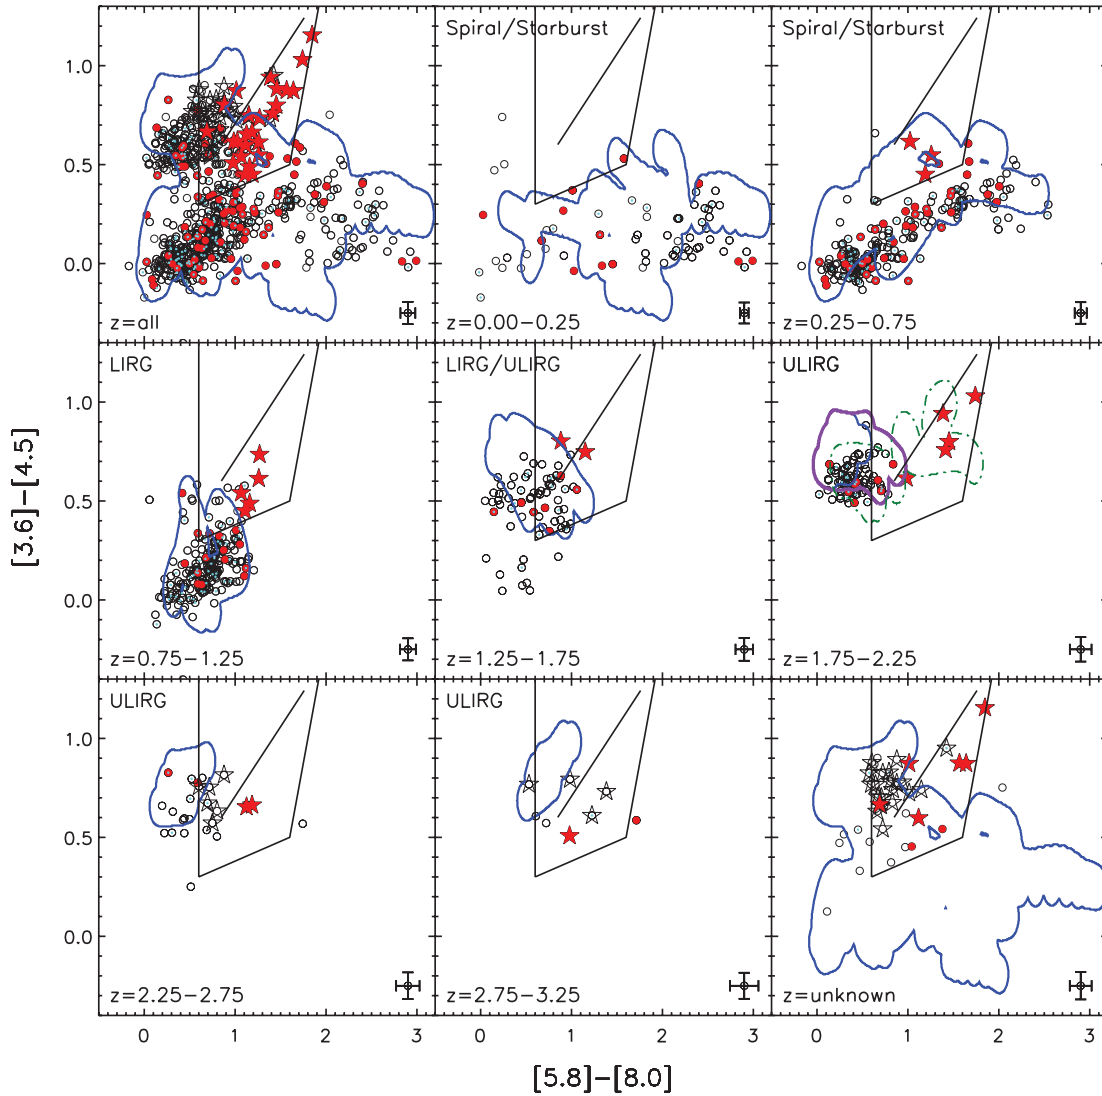 Spiral/Starburst
Spiral/Starburst
1.0
0.5
0.0
z=all
z=0.00−0.25
z=0.25−0.75
LIRG
LIRG/ULIRG
ULIRG
1.0
0.5
0.0
[3.6]−[4.5]
z=0.75−1.25
z=1.25−1.75
z=1.75−2.25
ULIRG
ULIRG
1.0
0.5
0.0
z=2.25−2.75
z=2.75−3.25
z=unknown
0 1 2 3 0 1 2 3 0 1 2 3
[5.8]−[8.0]